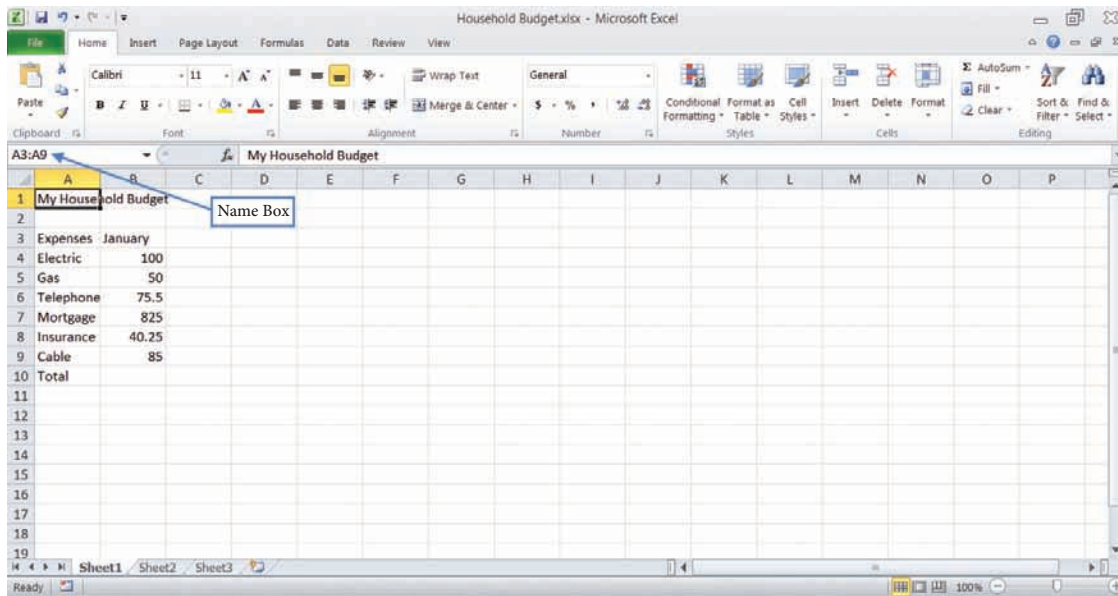 Household Budget.xlsx - Microsoft Excel
File Home Insert Page Layout Formulas Data Review View
Calibri 11 Wrap Text General AutoSum
Fill
Paste B I U Merge & Center $ % , Conditional Format as Cell Insert Delete Format Clear Sort & Find &
Formatting Table Styles Filter Select
Clipboard Font Alignment Number Styles Cells Editing
A3:A9 fx My Household Budget
A B C D E F G H I J K L M N O P
1 My Household Budget
Name Box
2
3 Expenses January
4 Electric 100
5 Gas 50
6 Telephone 75.5
7 Mortgage 825
8 Insurance 40.25
9 Cable 85
10 Total
11
12
13
14
15
16
17
18
19
Sheet1 Sheet2 Sheet3
Ready 100%